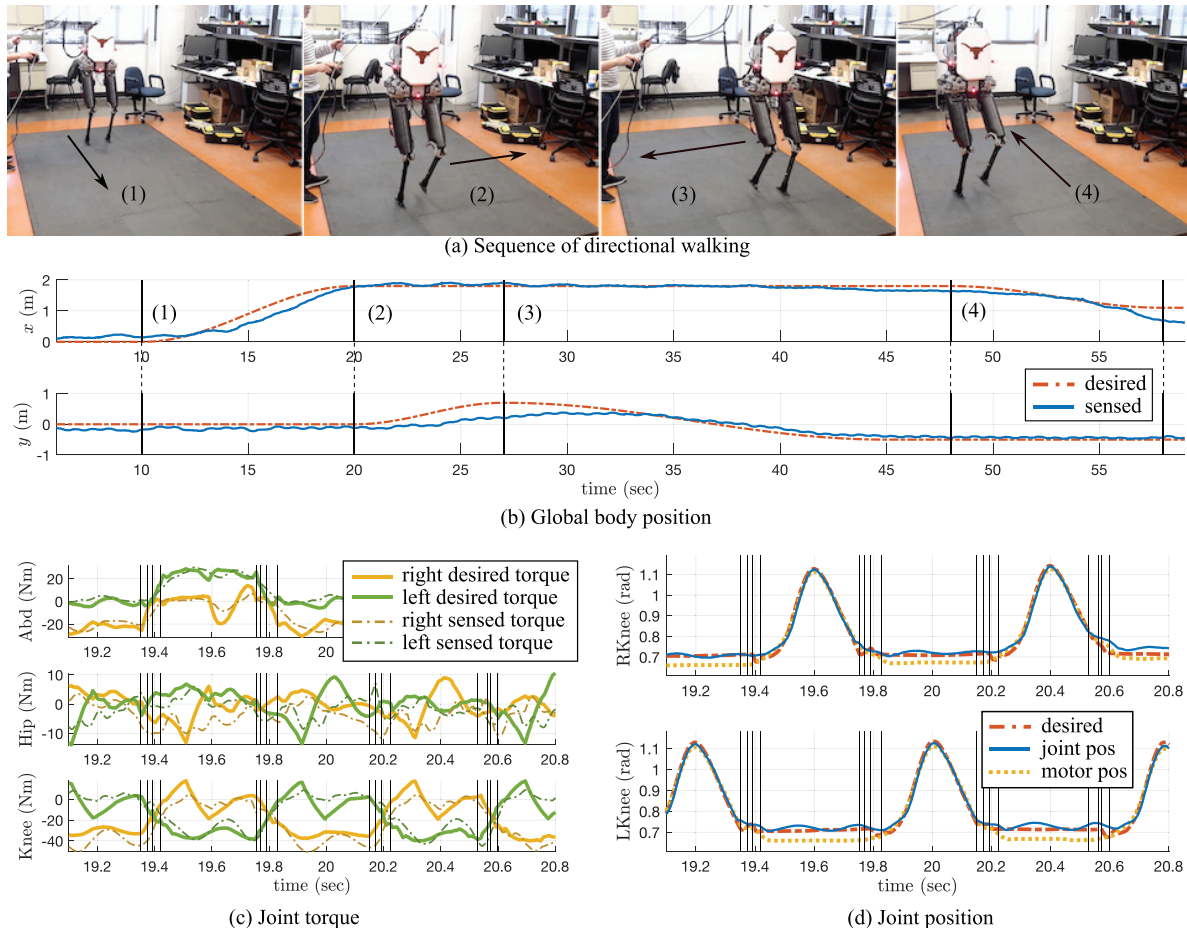 (1)
(2)
(3)
(4)
(a) Sequence of directional walking
x (m)
2
1
0
(1)
(2)
(3)
(4)
10 15 20 25 30 35 40 45 50 55
desired
sensed
y (m)
1
0
-1
10 15 20 25 30 35 40 45 50 55
time (sec)
(b) Global body position
Abd (Nm)
20
0
-20
19.2 19.4 19.6 19.8 20
right desired torque
left desired torque
right sensed torque
left sensed torque
Hip (Nm)
10
0
-10
19.2 19.4 19.6 19.8 20 20.2 20.4 20.6 20.8
Knee (Nm)
0
-20
-40
19.2 19.4 19.6 19.8 20 20.2 20.4 20.6 20.8
time (sec)
(c) Joint torque
RKnee (rad)
1.1
1
0.9
0.8
0.7
19.2 19.4 19.6 19.8 20 20.2 20.4 20.6 20.8
desired
joint pos
motor pos
LKnee (rad)
1.1
1
0.9
0.8
0.7
19.2 19.4 19.6 19.8 20 20.2 20.4 20.6 20.8
time (sec)
(d) Joint position